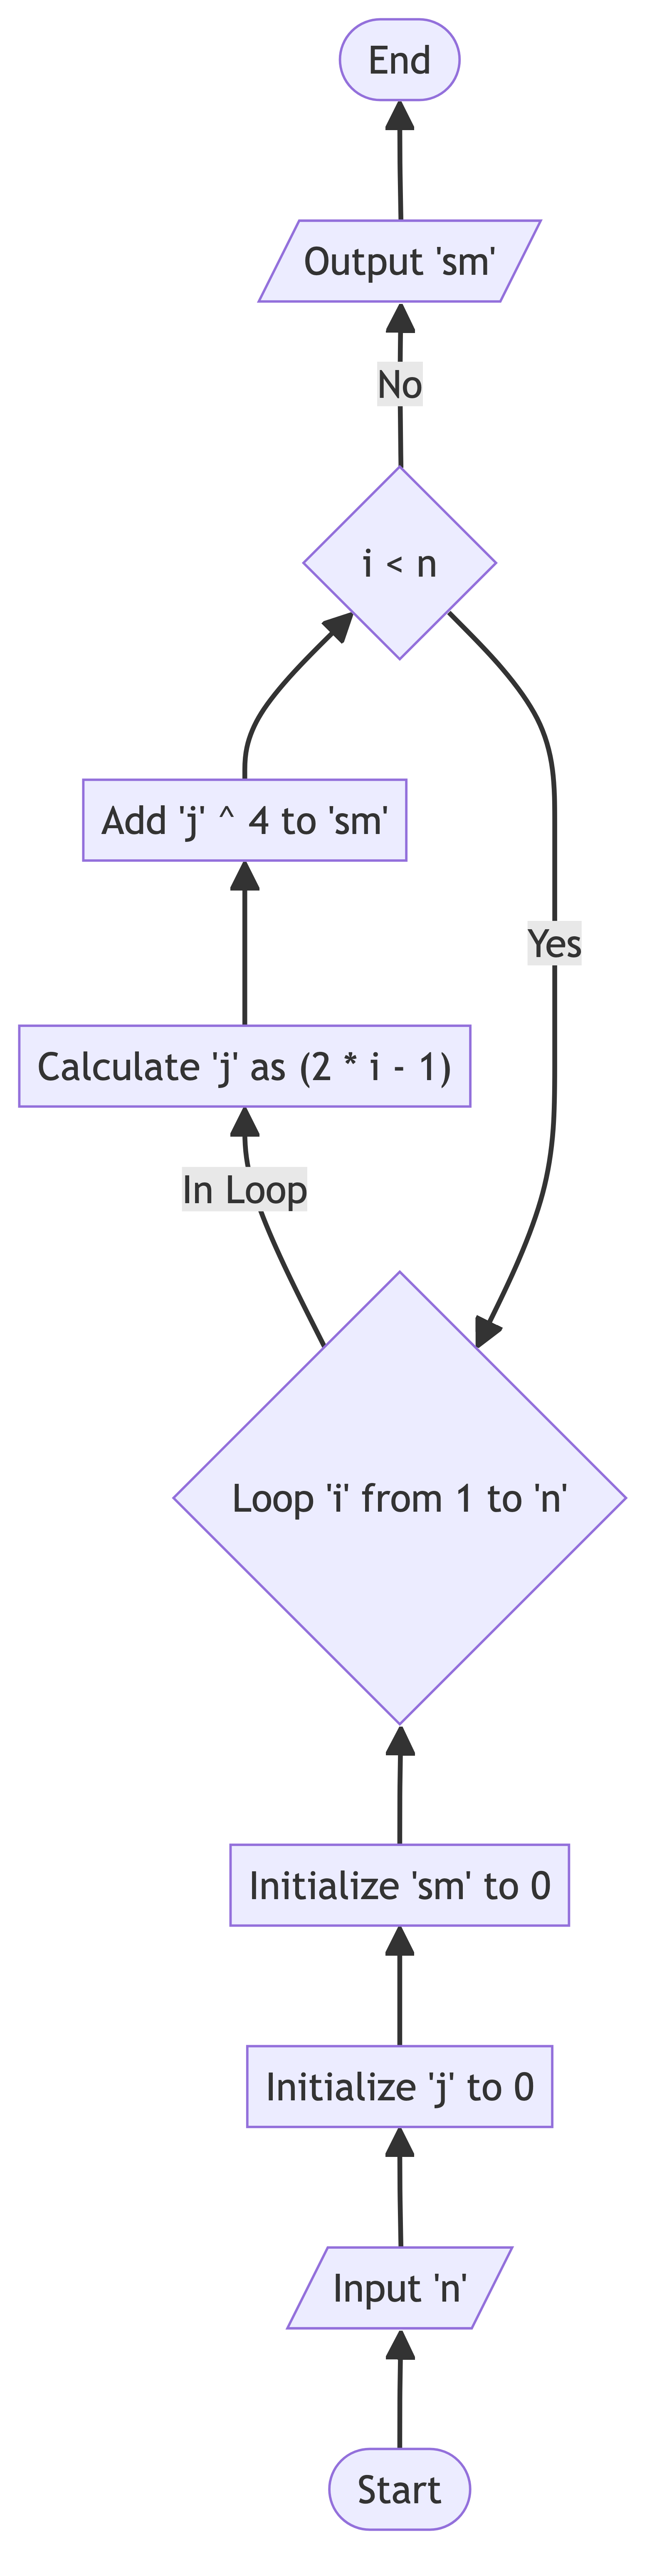 End
Output 'sm'
No
i < n
Add 'j' ^ 4 to 'sm'
Yes
Calculate 'j' as (2 * i - 1)
In Loop
Loop 'i' from 1 to 'n'
Initialize 'sm' to 0
Initialize 'j' to 0
Input 'n'
Start